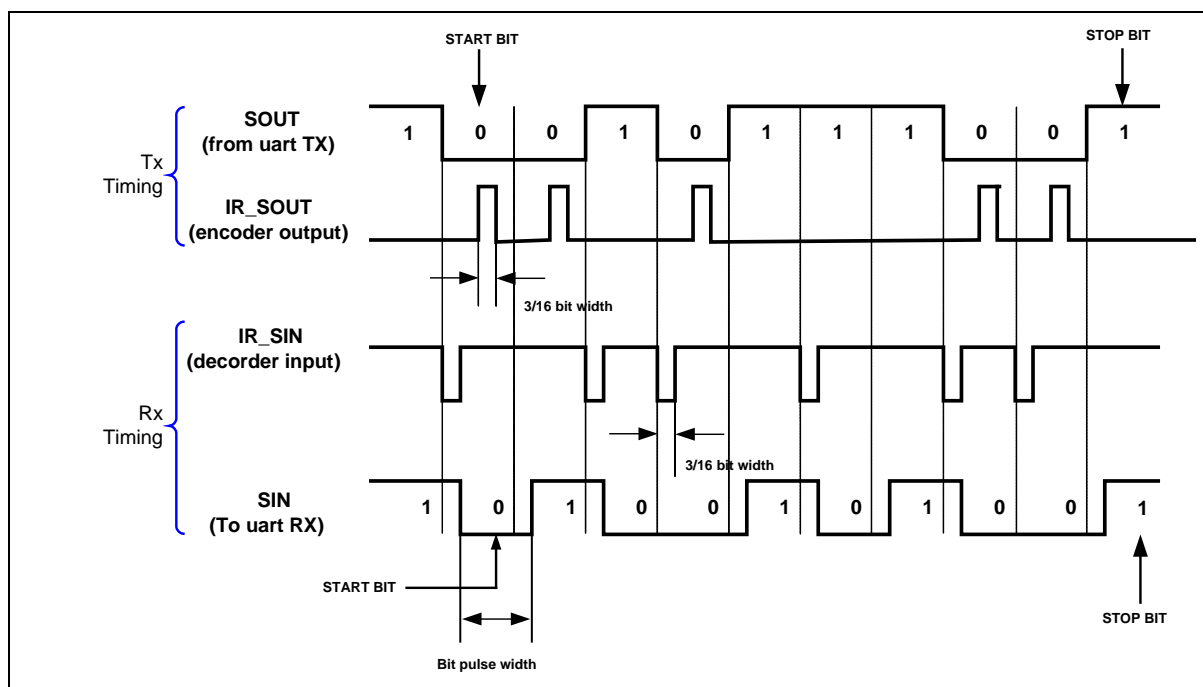 START BIT
STOP BIT
SOUT
(from uart TX)
1 0 0 1 0 1 1 1 0 0 1
Tx
Timing
IR_SOUT
(encoder output)
3/16 bit width
IR_SIN
(decorder input)
Rx
Timing
3/16 bit width
SIN
(To uart RX)
1 0 1 0 0 1 0 1 0 0 1
START BIT
STOP BIT
Bit pulse width